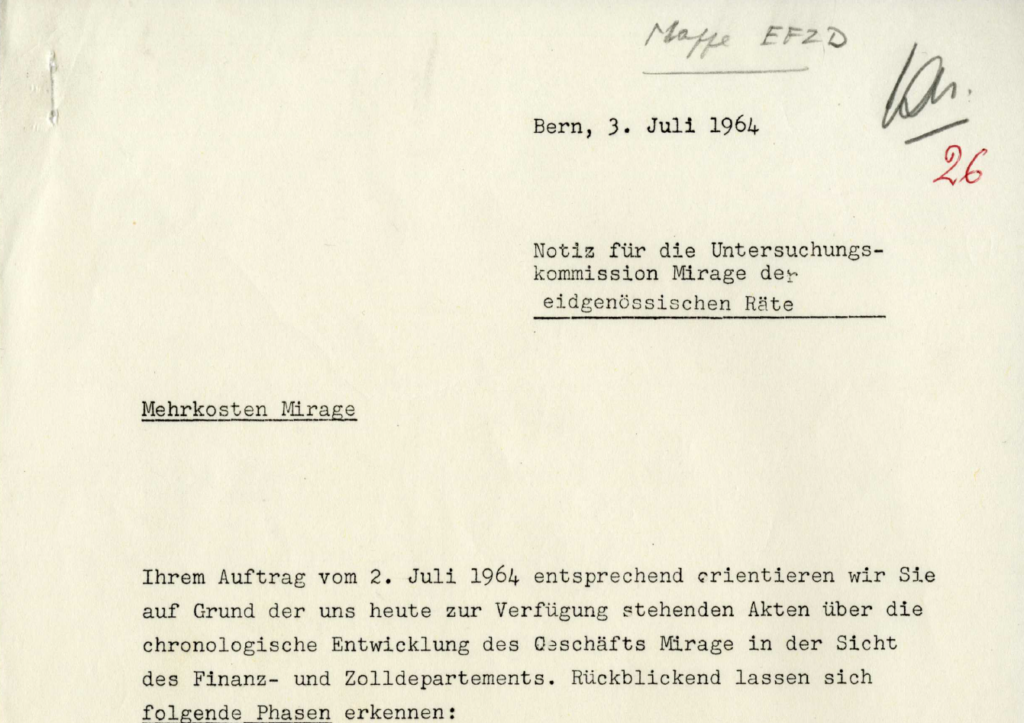 Mappe EFZD
Bern, 3. Juli 1964
26
Notiz für die Untersuchungs-
kommission Mirage der
eidgenössischen Räte
Mehrkosten Mirage
Ihrem Auftrag vom 2. Juli 1964 entsprechend orientieren wir Sie
auf Grund der uns heute zur Verfügung stehenden Akten über die
chronologische Entwicklung des Geschäfts Mirage in der Sicht
des Finanz- und Zolldepartements. Rückblickend lassen sich
folgende Phasen erkennen: